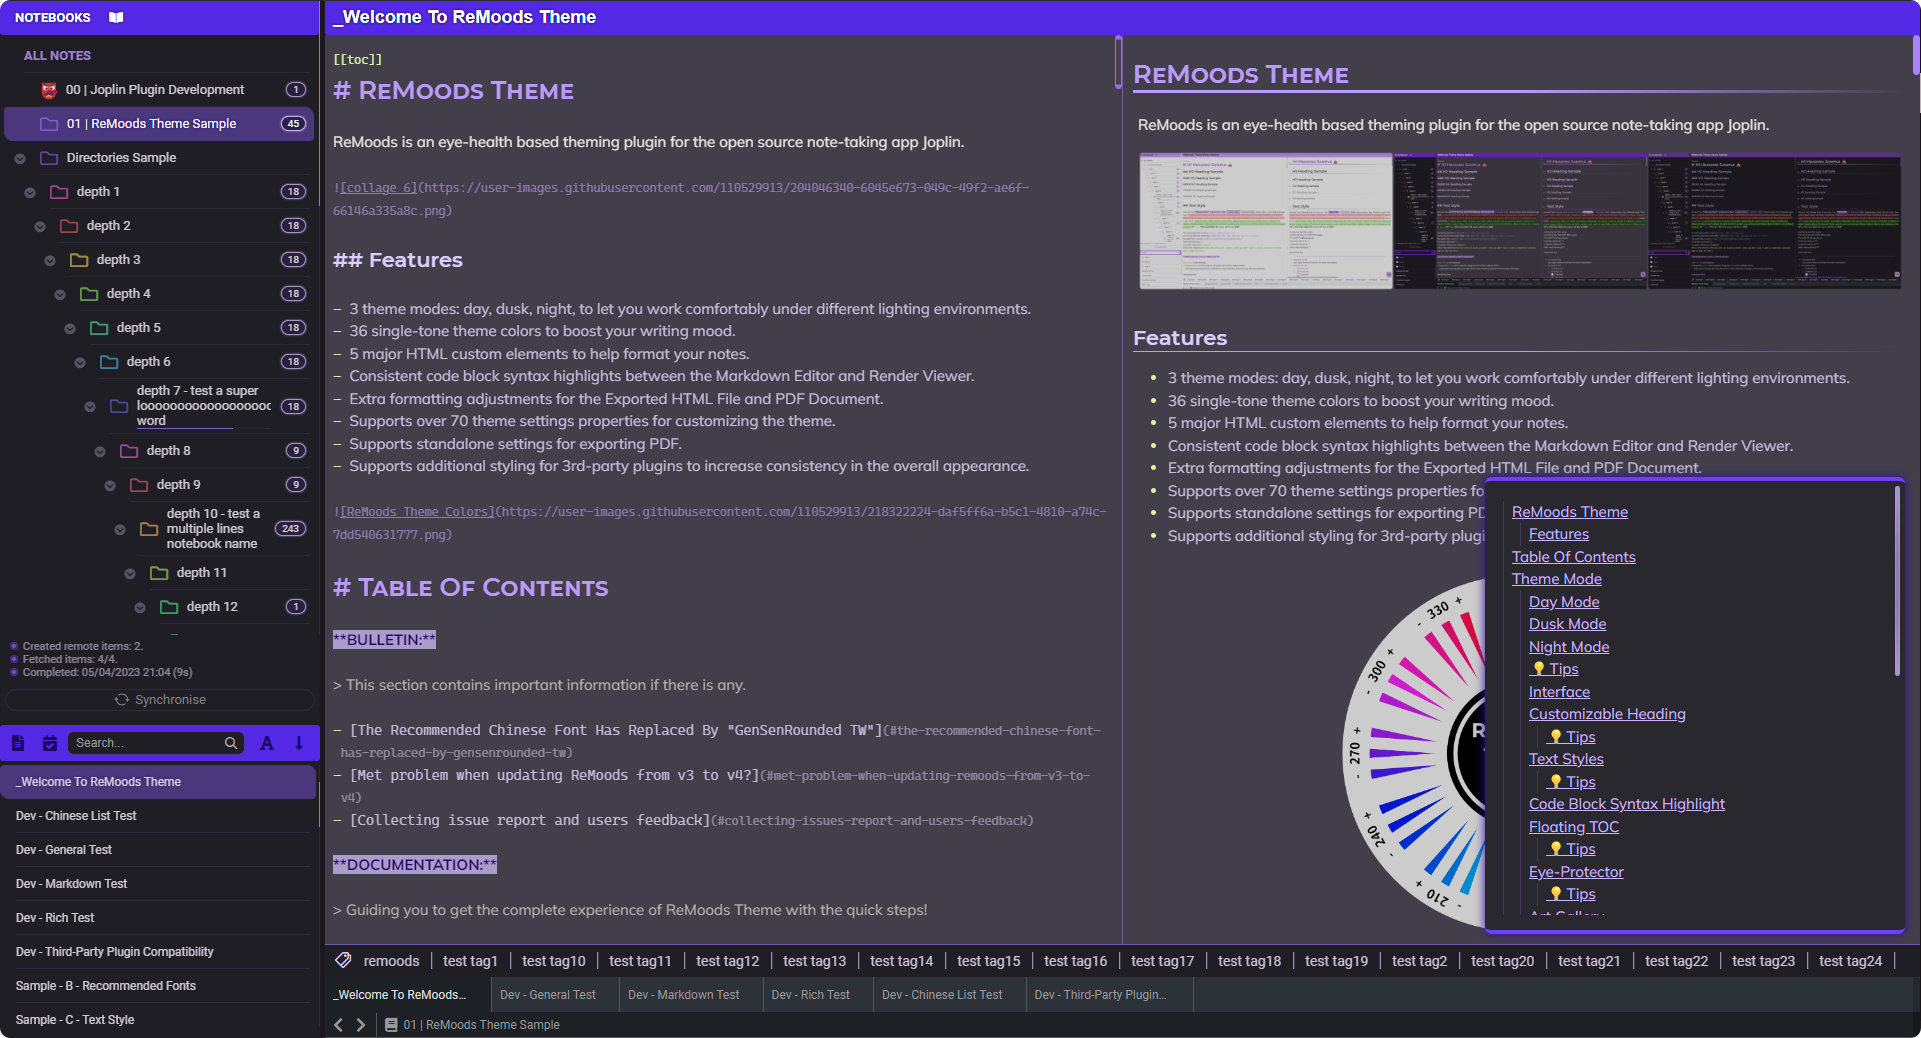 NOTEBOOKS
ALL NOTES
00 | Joplin Plugin Development 1
01 | ReMoods Theme Sample 45
Directories Sample
depth 1 18
depth 2 18
depth 3 18
depth 4 18
depth 5 18
depth 6 18
depth 7 - test a super
word 18
depth 8 9
depth 9 9
depth 10 - test a
multiple lines 243
notebook name
depth 11
depth 12 1
Created remote items: 2.
Fetched items: 4/4.
Completed: 05/04/2023 21:04 (9s)
Synchronise
Search...
A
_Welcome To ReMoods Theme
Dev - Chinese List Test
Dev - General Test
Dev - Markdown Test
Dev - Rich Test
Dev - Third-Party Plugin Compatibility
Sample - B - Recommended Fonts
Sample - C - Text Style
_Welcome To ReMoods Theme
[[toc]]
# ReMoods Theme
ReMoods is an eye-health based theming plugin for the open source note-taking app Joplin.
![collage_6](https://user-images.githubusercontent.com/110529913/204046340-6045e673-049c-49f2-ae6f-
66146a335a8c.png)
## Features
- 3 theme modes: day, dusk, night, to let you work comfortably under different lighting environments.
- 36 single-tone theme colors to boost your writing mood.
- 5 major HTML custom elements to help format your notes.
- Consistent code block syntax highlights between the Markdown Editor and Render Viewer.
- Extra formatting adjustments for the Exported HTML File and PDF Document.
- Supports over 70 theme settings properties for customizing the theme.
- Supports standalone settings for exporting PDF.
- Supports additional styling for 3rd-party plugins to increase consistency in the overall appearance.
![ReMoods Theme Colors](https://user-images.githubusercontent.com/110529913/218322224-daf5ff6a-b5c1-4810-a74c-
7dd540631777.png)
# Table Of Contents
**BULLETIN:**
> This section contains important information if there is any.
- [The Recommended Chinese Font Has Replaced By "GenSenRounded TW"](#the-recommended-chinese-font-
has-replaced-by-gensenrounded-tw)
- [Met problem when updating ReMoods from v3 to v4?](#met-problem-when-updating-remoods-from-v3-to-
v4)
- [Collecting issue report and users feedback](#collecting-issues-report-and-users-feedback)
**DOCUMENTATION:**
> Guiding you to get the complete experience of ReMoods Theme with the quick steps!
ReMoods Theme
ReMoods is an eye-health based theming plugin for the open source note-taking app Joplin.
Features
• 3 theme modes: day, dusk, night, to let you work comfortably under different lighting environments.
• 36 single-tone theme colors to boost your writing mood.
• 5 major HTML custom elements to help format your notes.
• Consistent code block syntax highlights between the Markdown Editor and Render Viewer.
• Extra formatting adjustments for the Exported HTML File and PDF Document.
• Supports over 70 theme settings properties fo
• Supports standalone settings for exporting PD
• Supports additional styling for 3rd-party plugi
- 330 +
- 300 +
- 270 +
- 240 +
- 210 +
R
ReMoods Theme
Features
Table Of Contents
Theme Mode
Day Mode
Dusk Mode
Night Mode
💡 Tips
Interface
Customizable Heading
💡 Tips
Text Styles
💡 Tips
Code Block Syntax Highlight
Floating TOC
💡 Tips
Eye-Protector
💡 Tips
Art Gallery
remoods | test tag1 | test tag10 | test tag11 | test tag12 | test tag13 | test tag14 | test tag15 | test tag16 | test tag17 | test tag18 | test tag19 | test tag2 | test tag20 | test tag21 | test tag22 | test tag23 | test tag24 |
_Welcome To ReMoods... Dev - General Test Dev - Markdown Test Dev - Rich Test Dev - Chinese List Test Dev - Third-Party Plugin...
01 | ReMoods Theme Sample